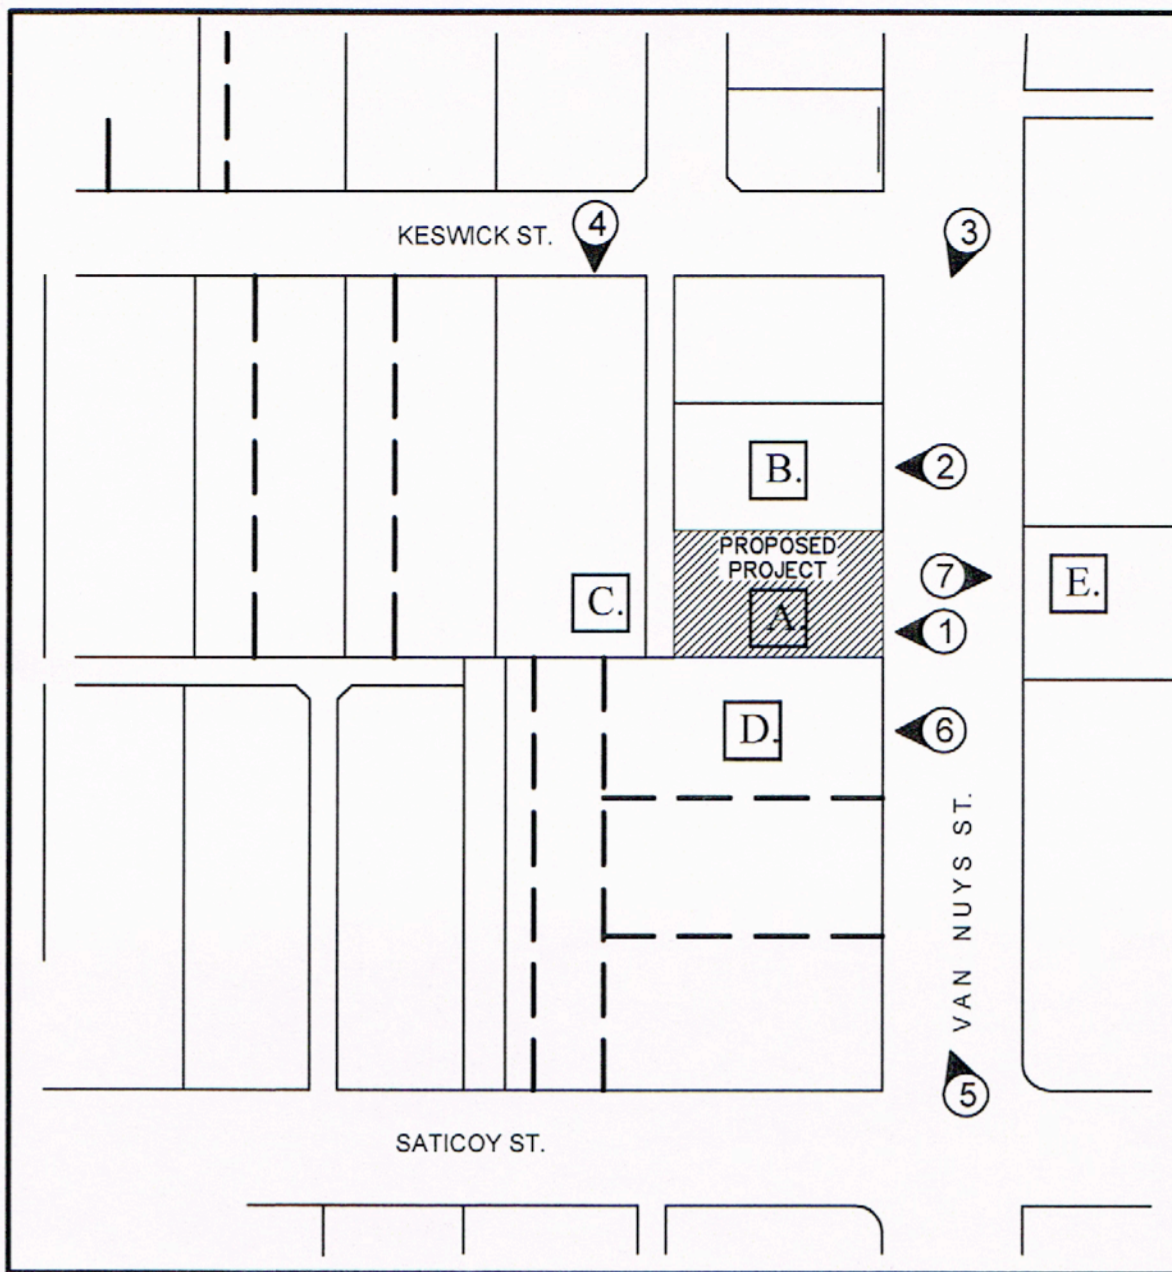 KESWICK ST.
4
3
B.
2
PROPOSED
PROJECT
7
E.
C.
A.
1
D.
6
VAN NUYS ST.
5
SATICOY ST.